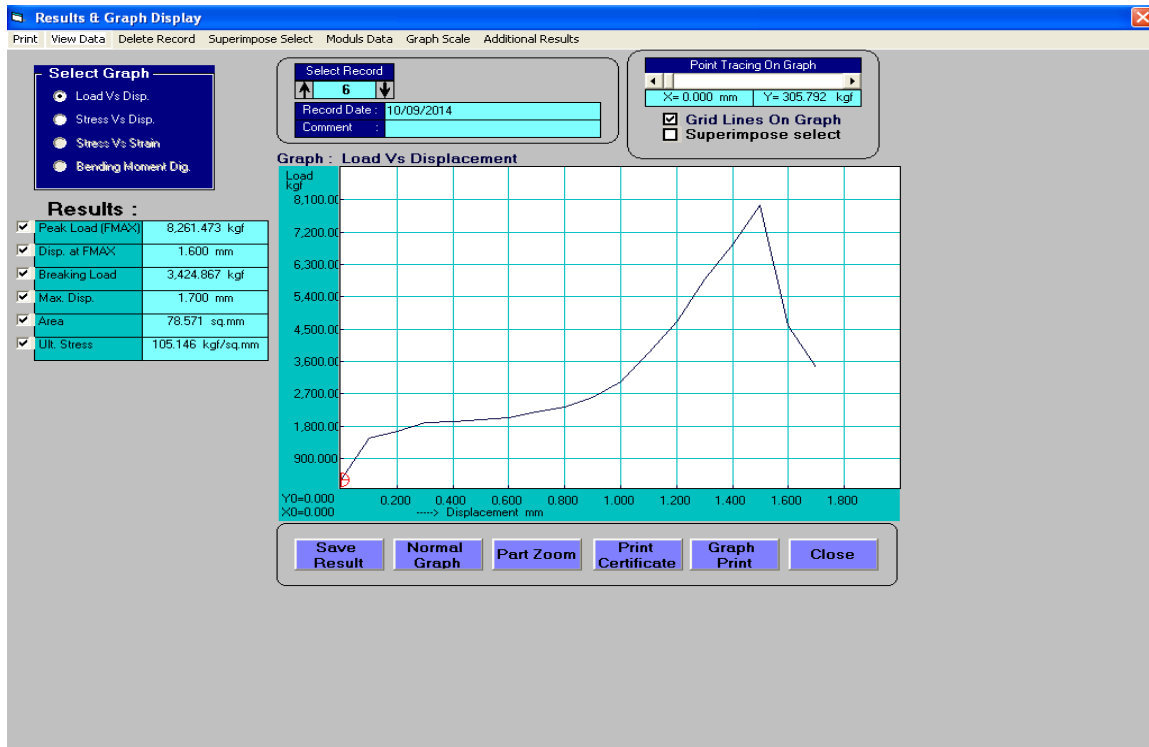 Results & Graph Display
Print View Data Delete Record Superimpose Select Moduls Data Graph Scale Additional Results
Select Graph
Load Vs Disp.
Stress Vs Disp.
Stress Vs Strain
Bending Moment Dig.
Select Record
6
Record Date : 10/09/2014
Comment :
Point Tracing On Graph
X= 0.000 mm Y= 305.792 kgf
Grid Lines On Graph
Superimpose select
Results :
Peak Load (FMAX) 8,261.473 kgf
Disp. at FMAX 1.600 mm
Breaking Load 3,424.867 kgf
Max. Disp. 1.700 mm
Area 78.571 sq.mm
Ult. Stress 105.146 kgf/sq.mm
Graph : Load Vs Displacement
Load
kgf
8,100.00
7,200.00
6,300.00
5,400.00
4,500.00
3,600.00
2,700.00
1,800.00
900.000
Y0=0.000 0.200 0.400 0.600 0.800 1.000 1.200 1.400 1.600 1.800
X0=0.000 ----> Displacement mm
Save Result
Normal Graph
Part Zoom
Print Certificate
Graph Print
Close